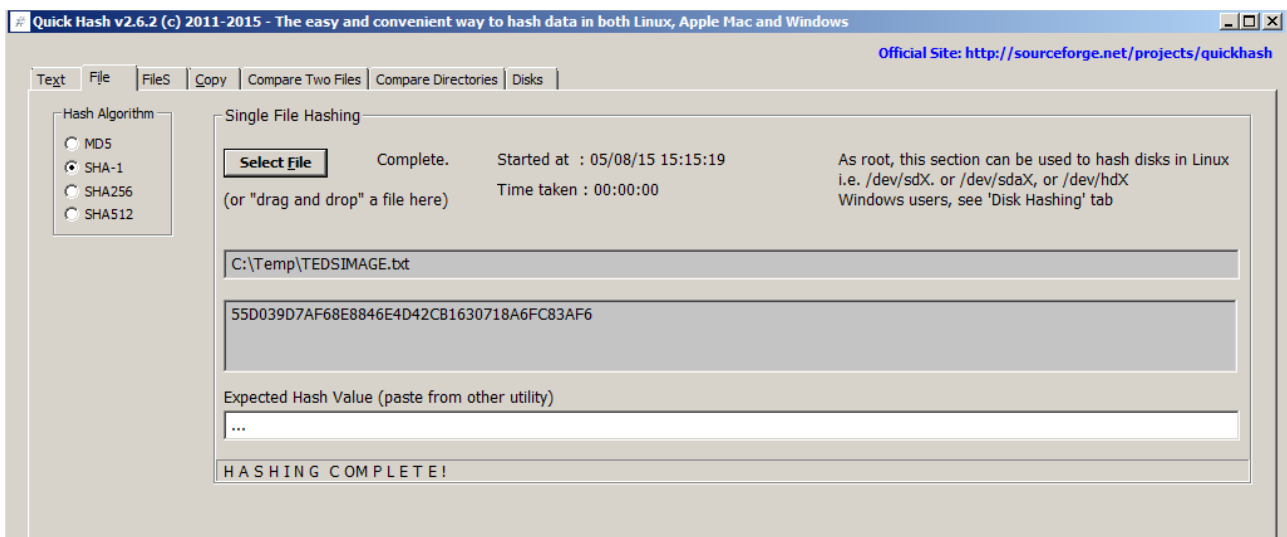 # Quick Hash v2.6.2 (c) 2011-2015 - The easy and convenient way to hash data in both Linux, Apple Mac and Windows
Official Site: http://sourceforge.net/projects/quickhash
Text File FileS Copy Compare Two Files Compare Directories Disks
Hash Algorithm
MD5
SHA-1
SHA256
SHA512
Single File Hashing
Select File Complete. Started at : 05/08/15 15:15:19
(or "drag and drop" a file here) Time taken : 00:00:00
As root, this section can be used to hash disks in Linux
i.e. /dev/sdX. or /dev/sdaX, or /dev/hdX
Windows users, see 'Disk Hashing' tab
C:\Temp\TEDSIMAGE.txt
55D039D7AF68E8846E4D42CB1630718A6FC83AF6
Expected Hash Value (paste from other utility)
...
HASHING COMPLETE!